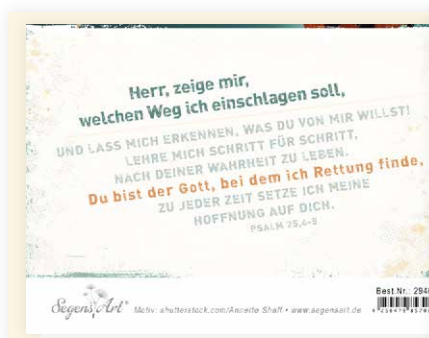 Herr, zeige mir,
welchen Weg ich einschlagen soll,
UND LASS MICH ERKENNEN, WAS DU VON MIR WILLST!
LEHRE MICH SCHRITT FÜR SCHRITT,
NACH DEINER WAHRHEIT ZU LEBEN.
Du bist der Gott, bei dem ich Rettung finde,
ZU JEDER ZEIT SETZE ICH MEINE
HOFFNUNG AUF DICH.
PSALM 25,4-5
SegensArt Motiv: shutterstock.com/Annette Shaff • www.segensart.de
Best.Nr.: 294